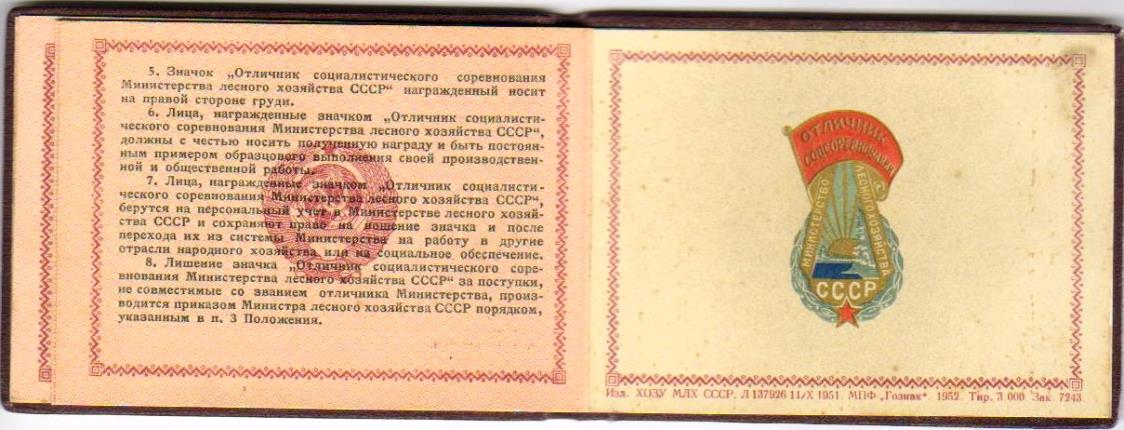 5. Значок „Отличник социалистического соревнования
Министерства лесного хозяйства СССР“ награжденный носит
на правой стороне груди.
6. Лица, награжденные значком „Отличник социалисти-
ческого соревнования Министерства лесного хозяйства СССР“,
должны с честью носить полученную награду и быть постоян-
ным примером образцового выполнения своей производствен-
ной и общественной работы.
7. Лица, награжденные значком „Отличник социалисти-
ческого соревнования Министерства лесного хозяйства СССР“,
берутся на персональный учет в Министерстве лесного хозяй-
ства СССР и сохраняют право на ношение значка и после
перехода их из системы Министерства на работу в другие
отрасли народного хозяйства или на социальное обеспечение.
8. Лишение значка „Отличник социалистического соре-
внования Министерства лесного хозяйства СССР“ за поступки,
не совместимые со званием отличника Министерства, произ-
водится приказом Министра лесного хозяйства СССР порядком,
указанным в п. 3 Положения.
ОТЛИЧНИК
СОЦСОРЕВНОВАНИЯ
МИНИСТЕРСТВО
ЛЕСНОГО ХОЗЯЙСТВА
СССР
Изд. ХОЗУ МЛХ СССР. Л 137926 11/X 1951. МПФ „Гознак“ 1952. Тир. 3.000 Зак. 7243.